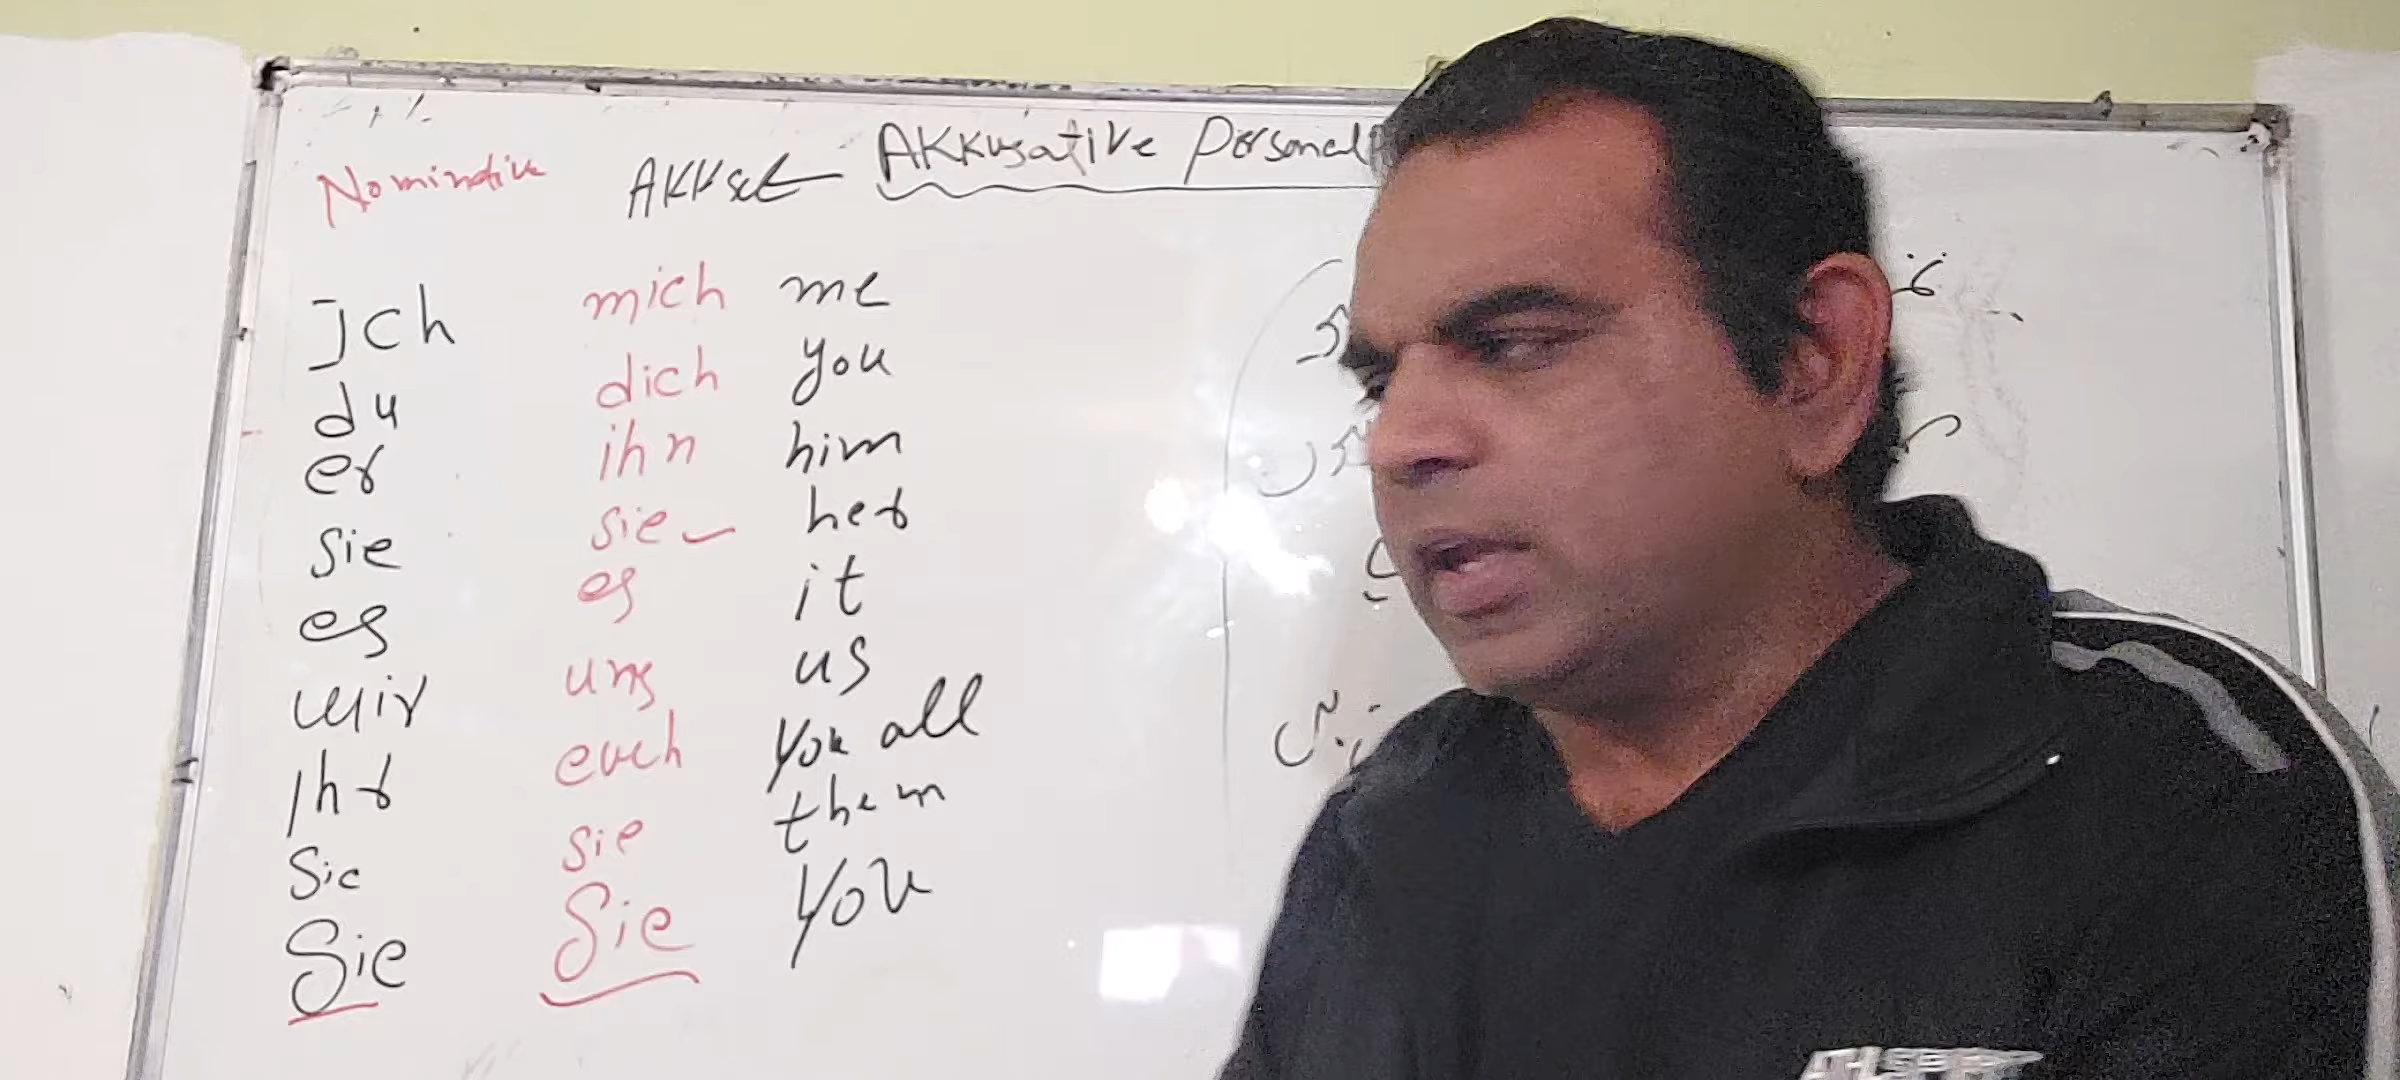 Akkusative Personal
Nominative Akkusat
Ich mich me
du dich you
er ihn him
sie sie her
es es it
wir uns us
Ihr euch you all
Sie sie them
Sie Sie you